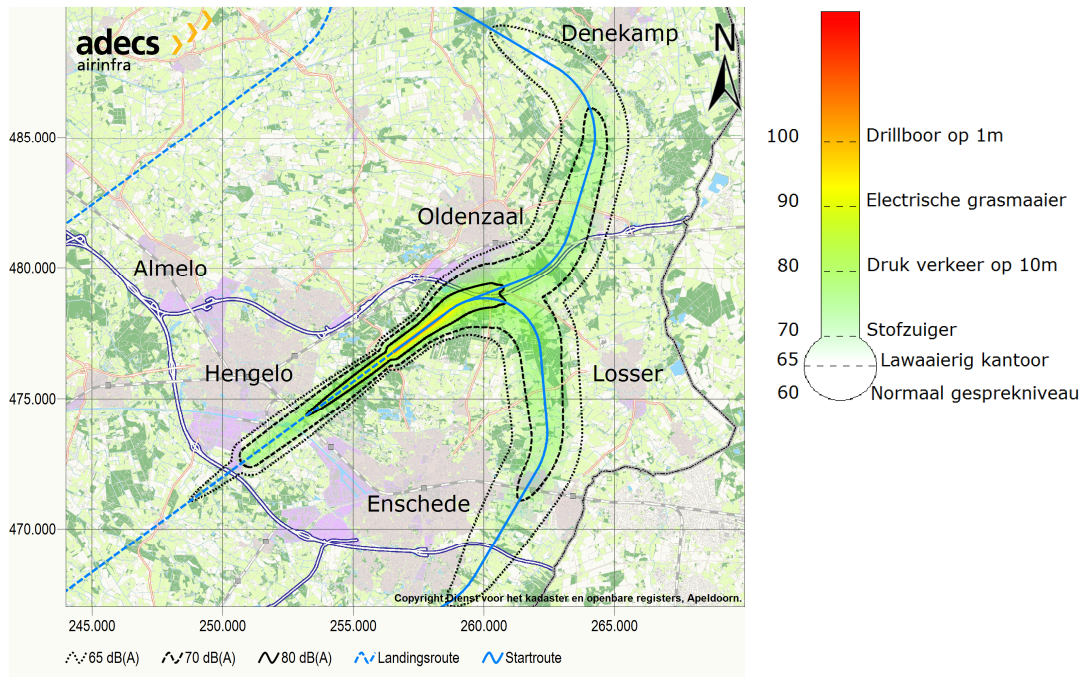 adecs
airinfra
Denekamp
N
Oldenzaal
Almelo
Hengelo
Losser
Enschede
485.000
480.000
475.000
470.000
Copyright Dienst voor het kadaster en openbare registers, Apeldoorn.
245.000 250.000 255.000 260.000 265.000
65 dB(A) 70 dB(A) 80 dB(A) Landingsroute Startroute
100 Drillboor op 1m
90 Electrische grasmaaier
80 Druk verkeer op 10m
70 Stofzuiger
65 Lawaaierig kantoor
60 Normaal gesprekniveau